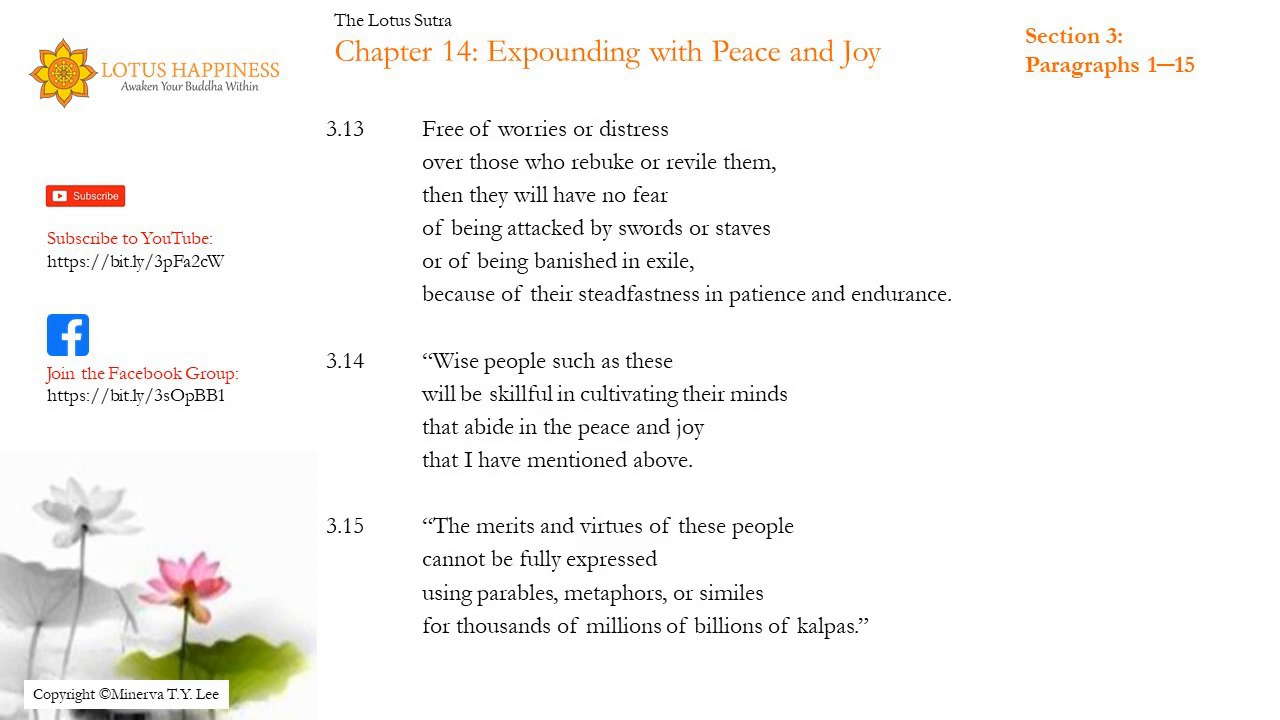 The Lotus Sutra
Chapter 14: Expounding with Peace and Joy
Section 3:
Paragraphs 1—15
LOTUS HAPPINESS
Awaken Your Buddha Within
Subscribe
Subscribe to YouTube:
https://bit.ly/3pFa2cW
Join the Facebook Group:
https://bit.ly/3sOpBB1
3.13 Free of worries or distress
over those who rebuke or revile them,
then they will have no fear
of being attacked by swords or staves
or of being banished in exile,
because of their steadfastness in patience and endurance.
3.14 “Wise people such as these
will be skillful in cultivating their minds
that abide in the peace and joy
that I have mentioned above.
3.15 “The merits and virtues of these people
cannot be fully expressed
using parables, metaphors, or similes
for thousands of millions of billions of kalpas.”
Copyright ©Minerva T.Y. Lee